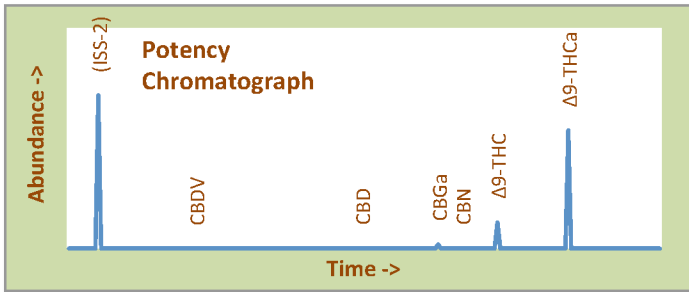 Potency
Chromatograph
Abundance ->
(ISS-2)
CBDV
CBD
CBGa
CBN
Δ9-THC
Δ9-THCa
Time ->